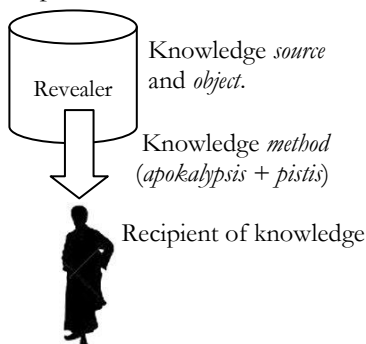 Knowledge source
and object.
Revealer
Knowledge method
(apokalypsis + pistis)
Recipient of knowledge